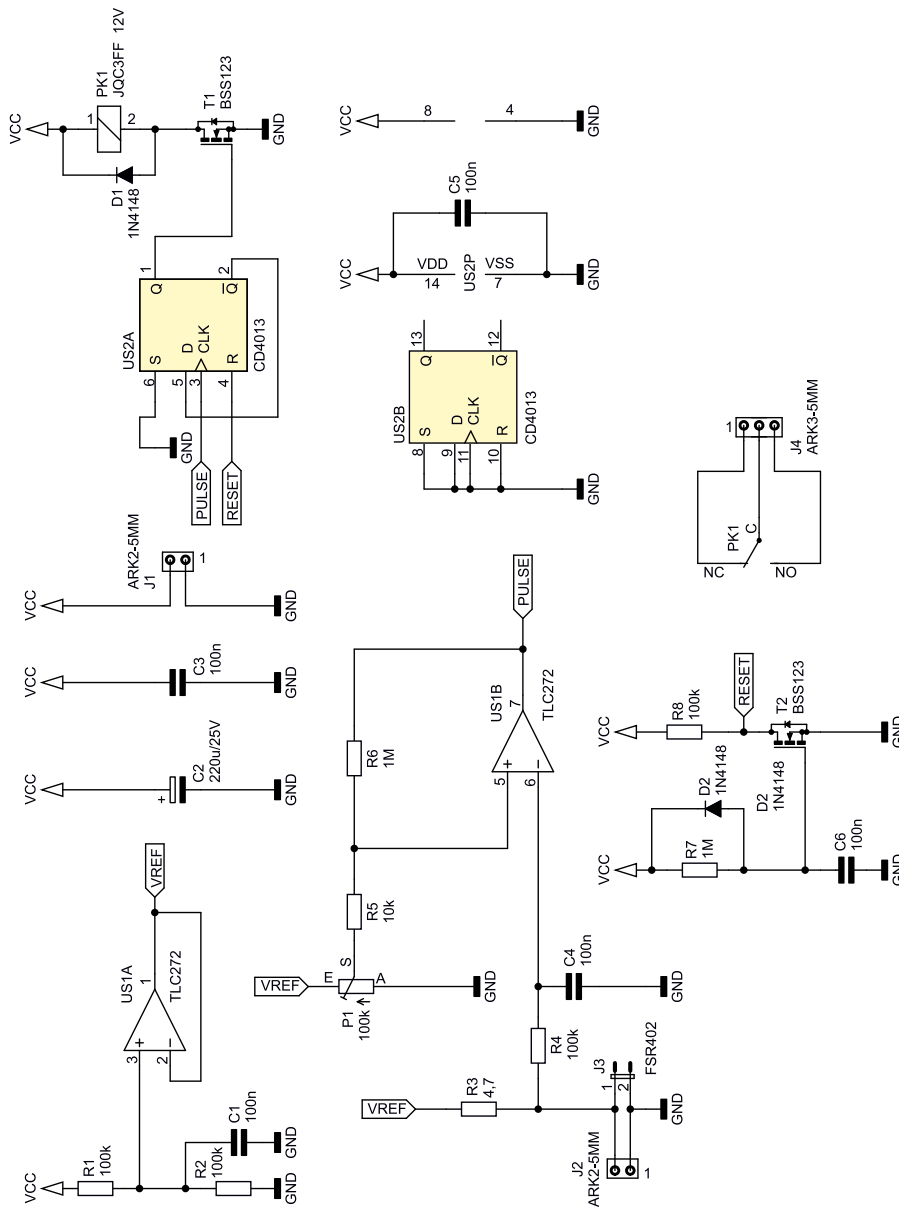 VCC
R1
100k
R2
100k
C1
100n
GND
GND
3
2
+
−
1
US1A
TLC272
VREF
VCC
+
C2
220u/25V
GND
VCC
C3
100n
GND
VCC
ARK2-5MM
J1
1
GND
PULSE
RESET
GND
US2A
6
5
3
4
S
D
CLK
R
Q
Q
1
2
CD4013
VCC
PK1
JQC3FF 12V
1
2
D1
1N4148
T1
BSS123
GND
VREF
E
S
A
P1
100k
GND
R5
10k
R6
1M
5
6
+
−
7
US1B
TLC272
PULSE
VREF
R3
4,7
R4
100k
C4
100n
GND
J2
ARK2-5MM
1
J3
1
2
FSR402
GND
US2B
8
9
11
10
S
D
CLK
R
Q
Q
13
12
CD4013
GND
VCC
VDD
14
US2P
VSS
7
C5
100n
GND
VCC
8
4
GND
VCC
R7
1M
D2
1N4148
D2
1N4148
C6
100n
GND
VCC
R8
100k
RESET
T2
BSS123
GND
NC
NO
PK1
C
1
J4
ARK3-5MM